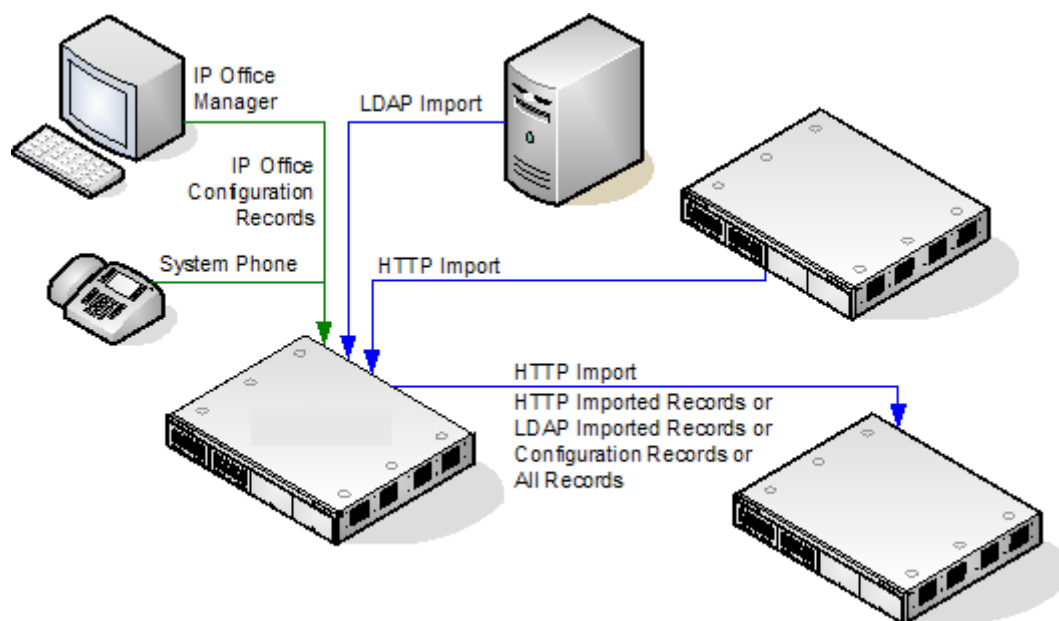 IP Office
Manager
LDAP Import
IP Office
Configuration
Records
System Phone
HTTP Import
HTTP Import
HTTP Imported Records or
LDAP Imported Records or
Configuration Records or
All Records